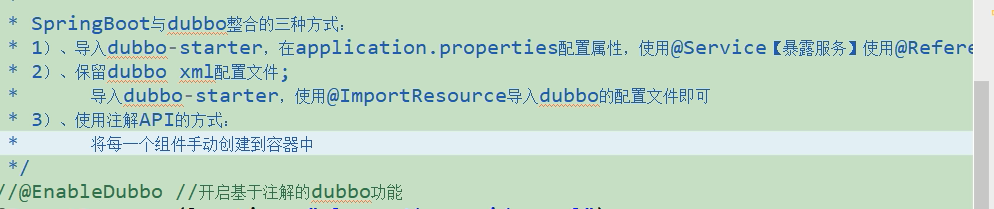 * SpringBoot与dubbo整合的三种方式：
* 1）、导入dubbo-starter，在application.properties配置属性，使用@Service【暴露服务】使用@Refere
* 2）、保留dubbo xml配置文件;
* 导入dubbo-starter，使用@ImportResource导入dubbo的配置文件即可
* 3）、使用注解API的方式：
* 将每一个组件手动创建到容器中
*/
//@EnableDubbo //开启基于注解的dubbo功能